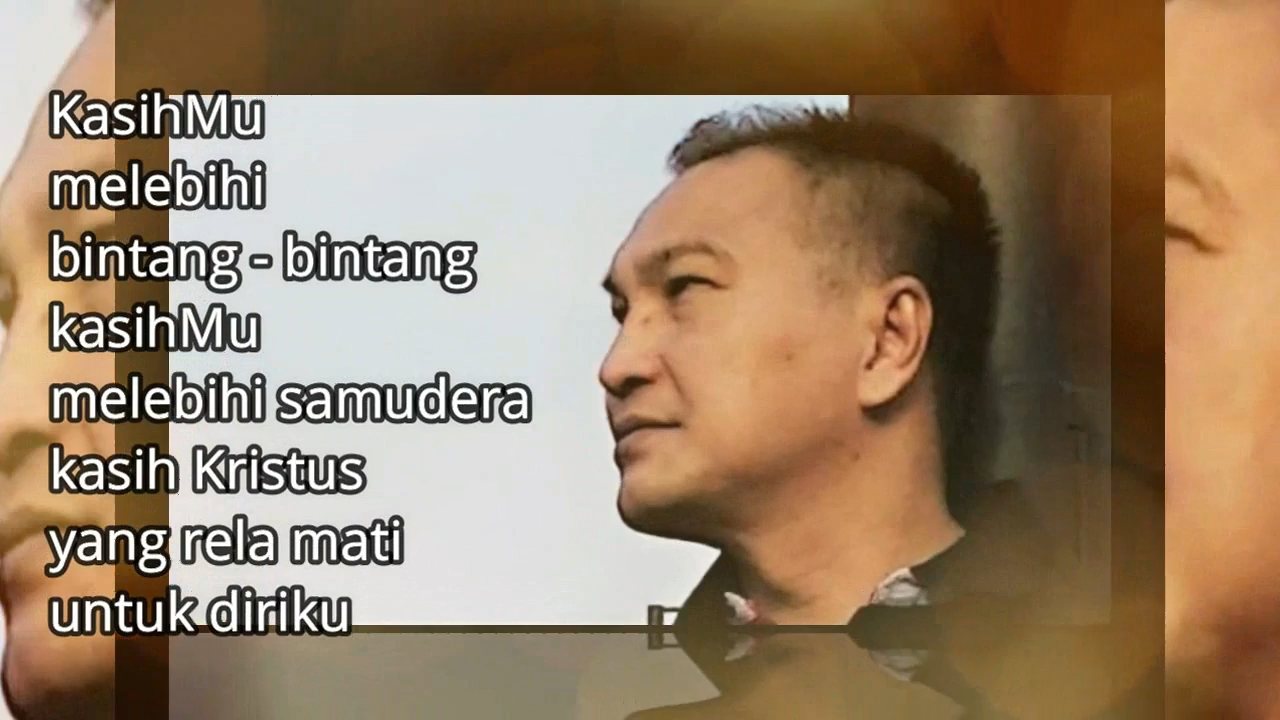 KasihMu
melebihi
bintang - bintang
kasihMu
melebihi samudera
kasih Kristus
yang rela mati
untuk diriku